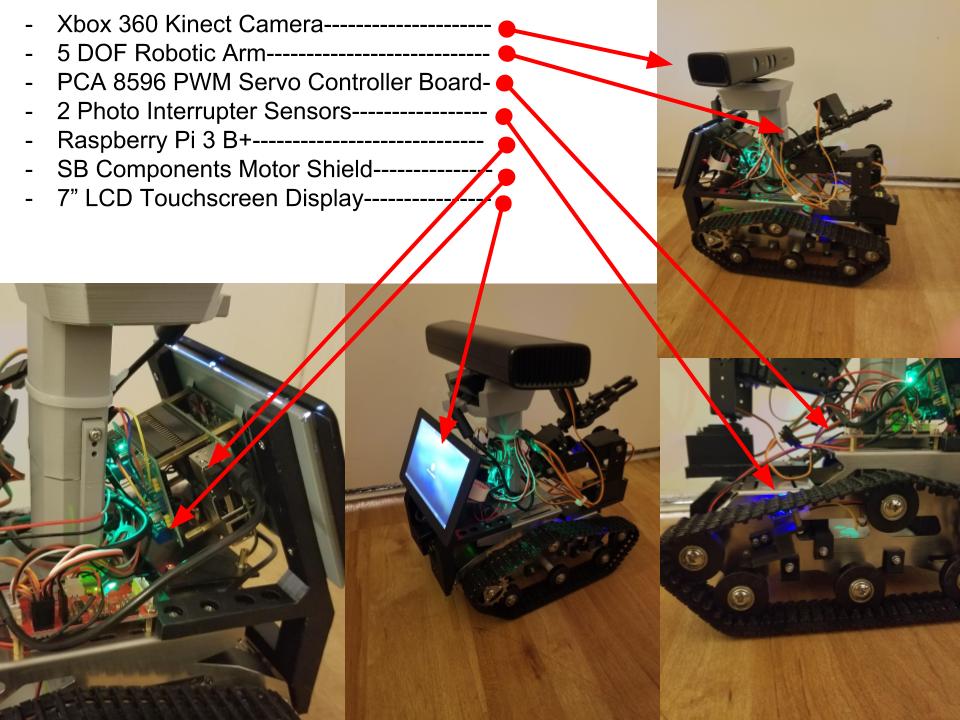 - Xbox 360 Kinect Camera---------------------
- 5 DOF Robotic Arm----------------------------
- PCA 8596 PWM Servo Controller Board-
- 2 Photo Interrupter Sensors-----------------
- Raspberry Pi 3 B+-----------------------------
- SB Components Motor Shield---------------
- 7” LCD Touchscreen Display----------------